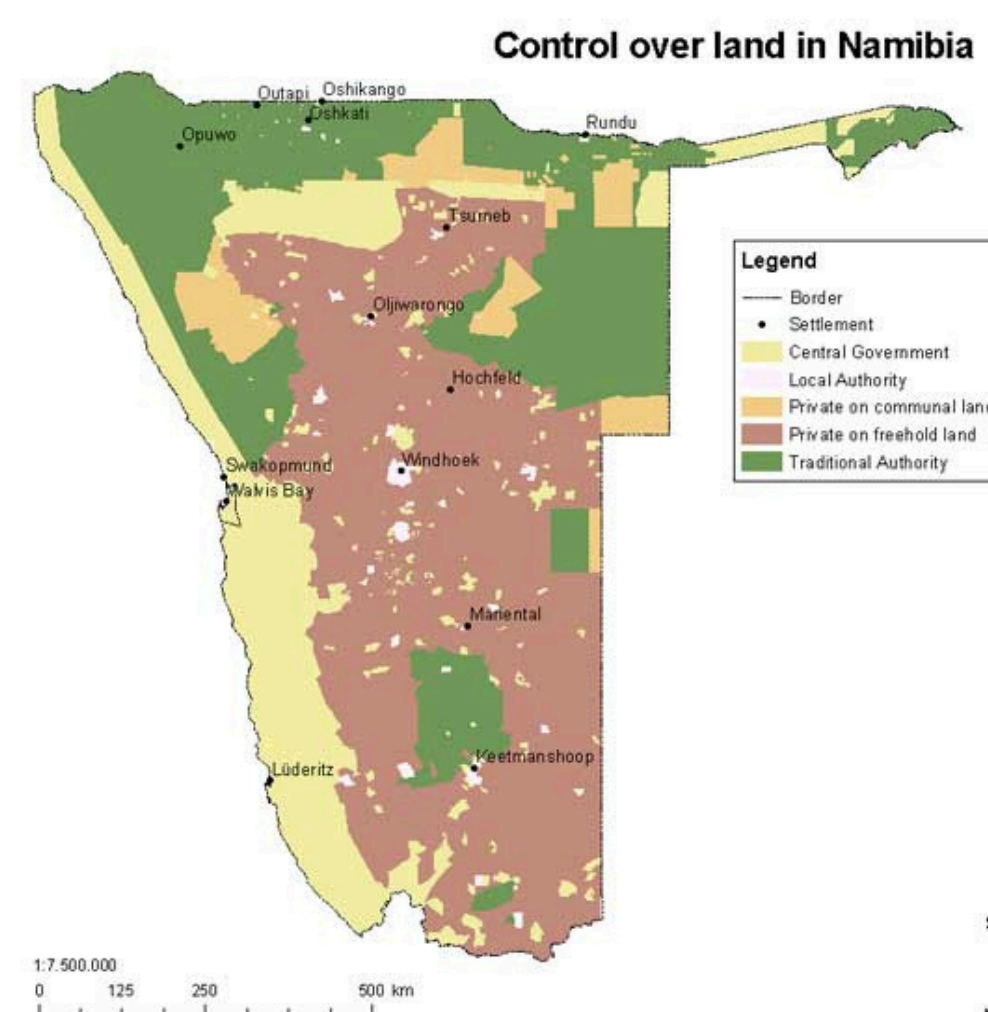 Control over land in Namibia
Outapi
Oshikango
Oshkati
Opuwo
Rundu
Tsumeb
Legend
Border
Oljiwarongo
Settlement
Central Government
Local Authority
Hochfeld
Private on communal land
Private on freehold land
Swakopmund
Windhoek
Traditional Authority
Walvis Bay
Manental
Keetmanshoop
Lüderitz
1:7.500.000
0 125 250 500 km